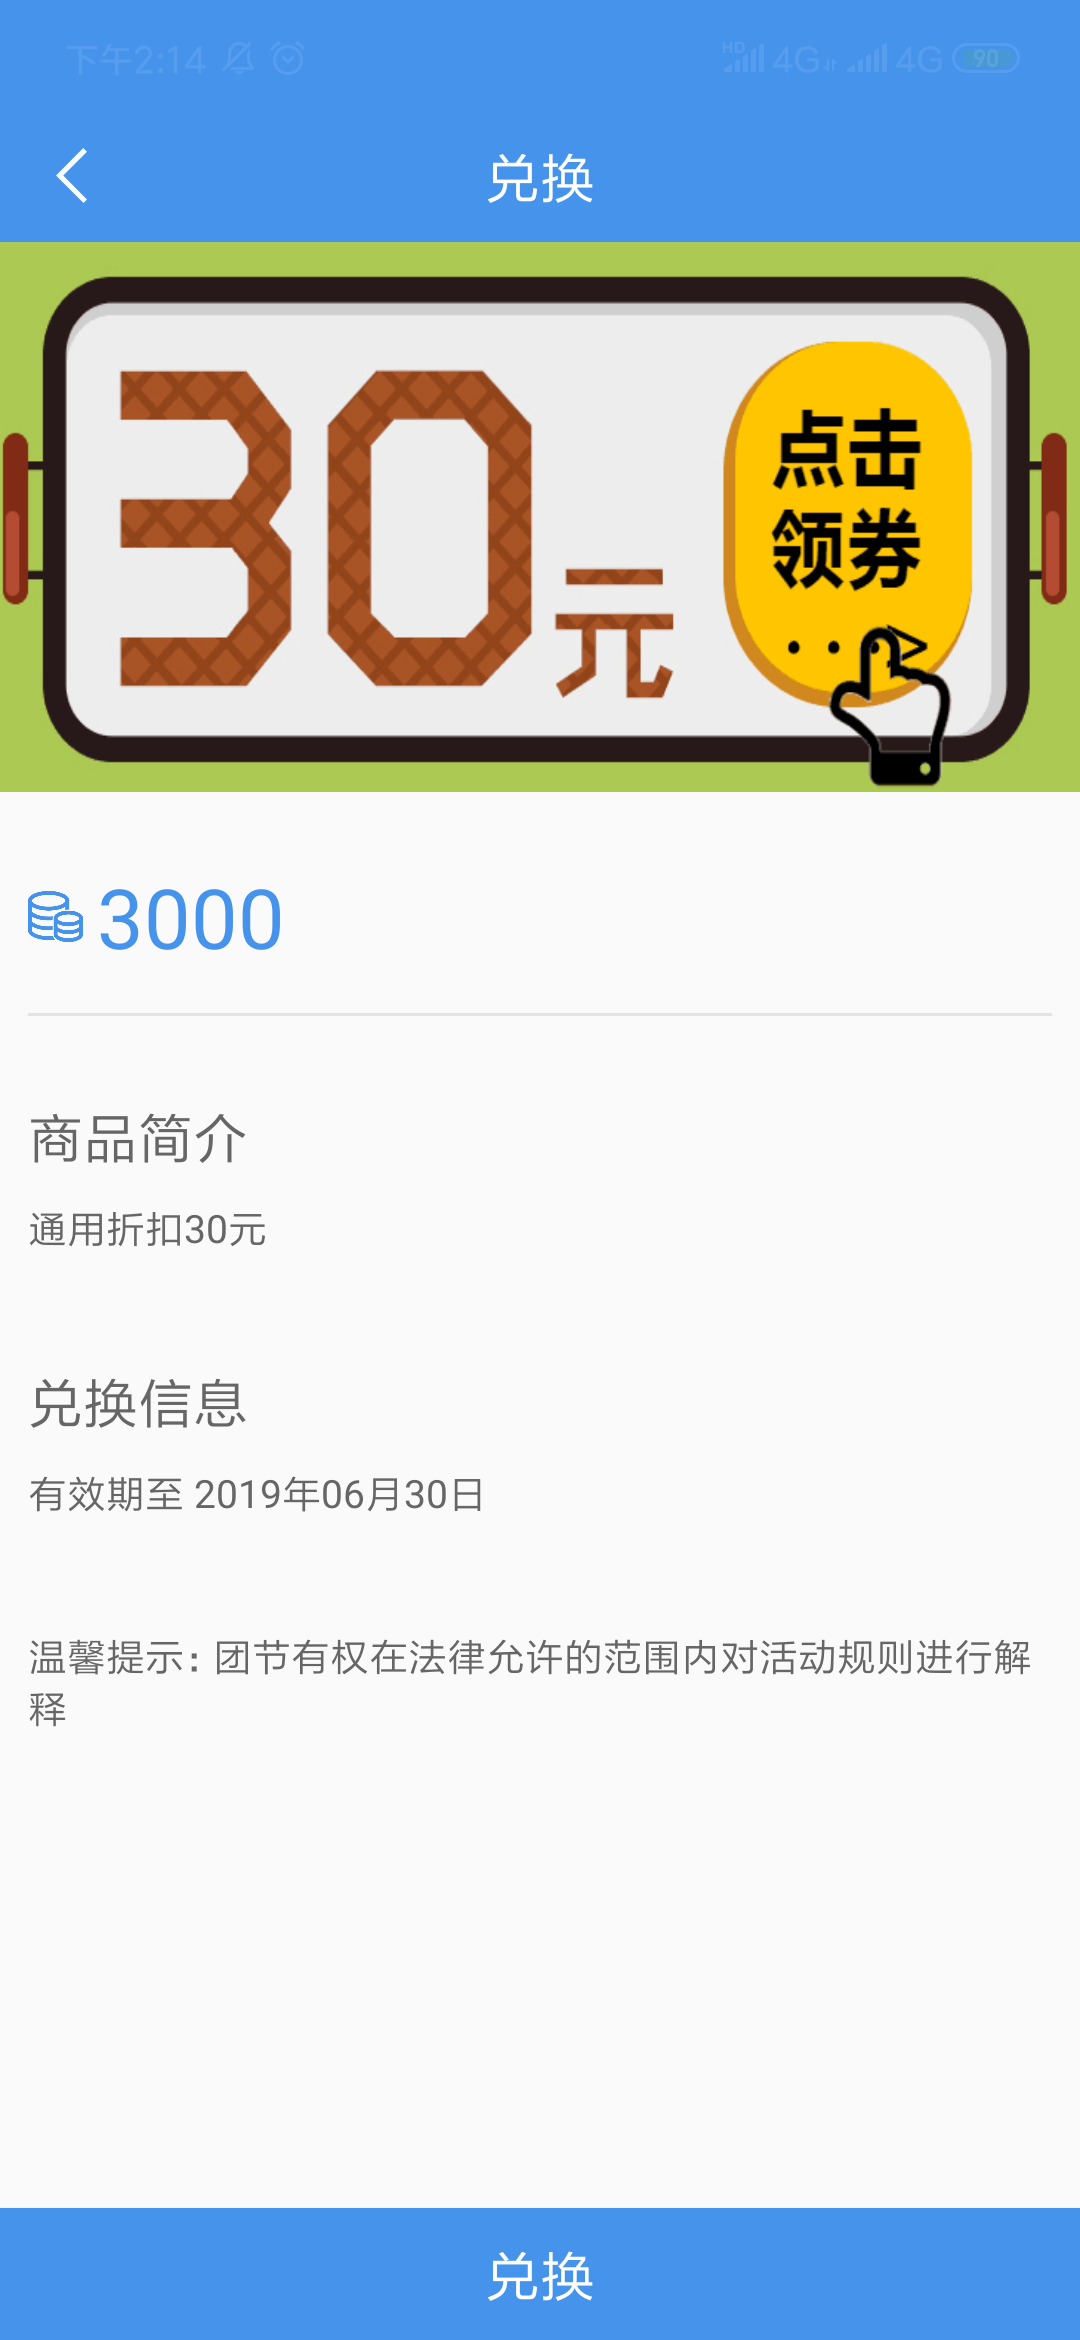 下午2:14
HD 4G 4G 90
兑换
30元
点击
领券
3000
商品简介
通用折扣30元
兑换信息
有效期至 2019年06月30日
温馨提示：团节有权在法律允许的范围内对活动规则进行解
释
兑换